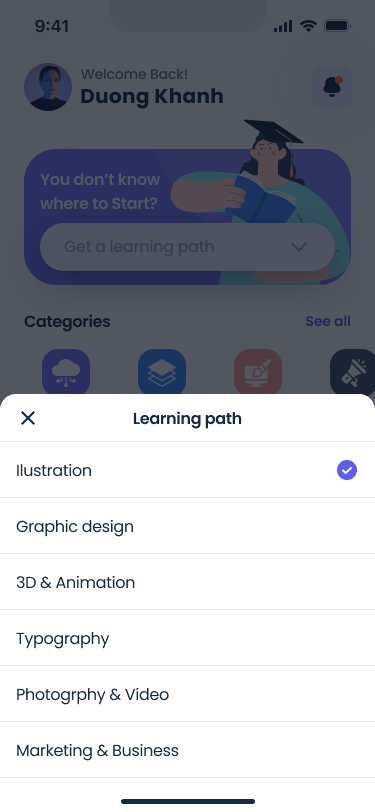 9:41
Welcome Back!
Duong Khanh
You don't know
where to Start?
Get a learning path
Categories
See all
Learning path
Ilustration
Graphic design
3D & Animation
Typography
Photogrphy & Video
Marketing & Business